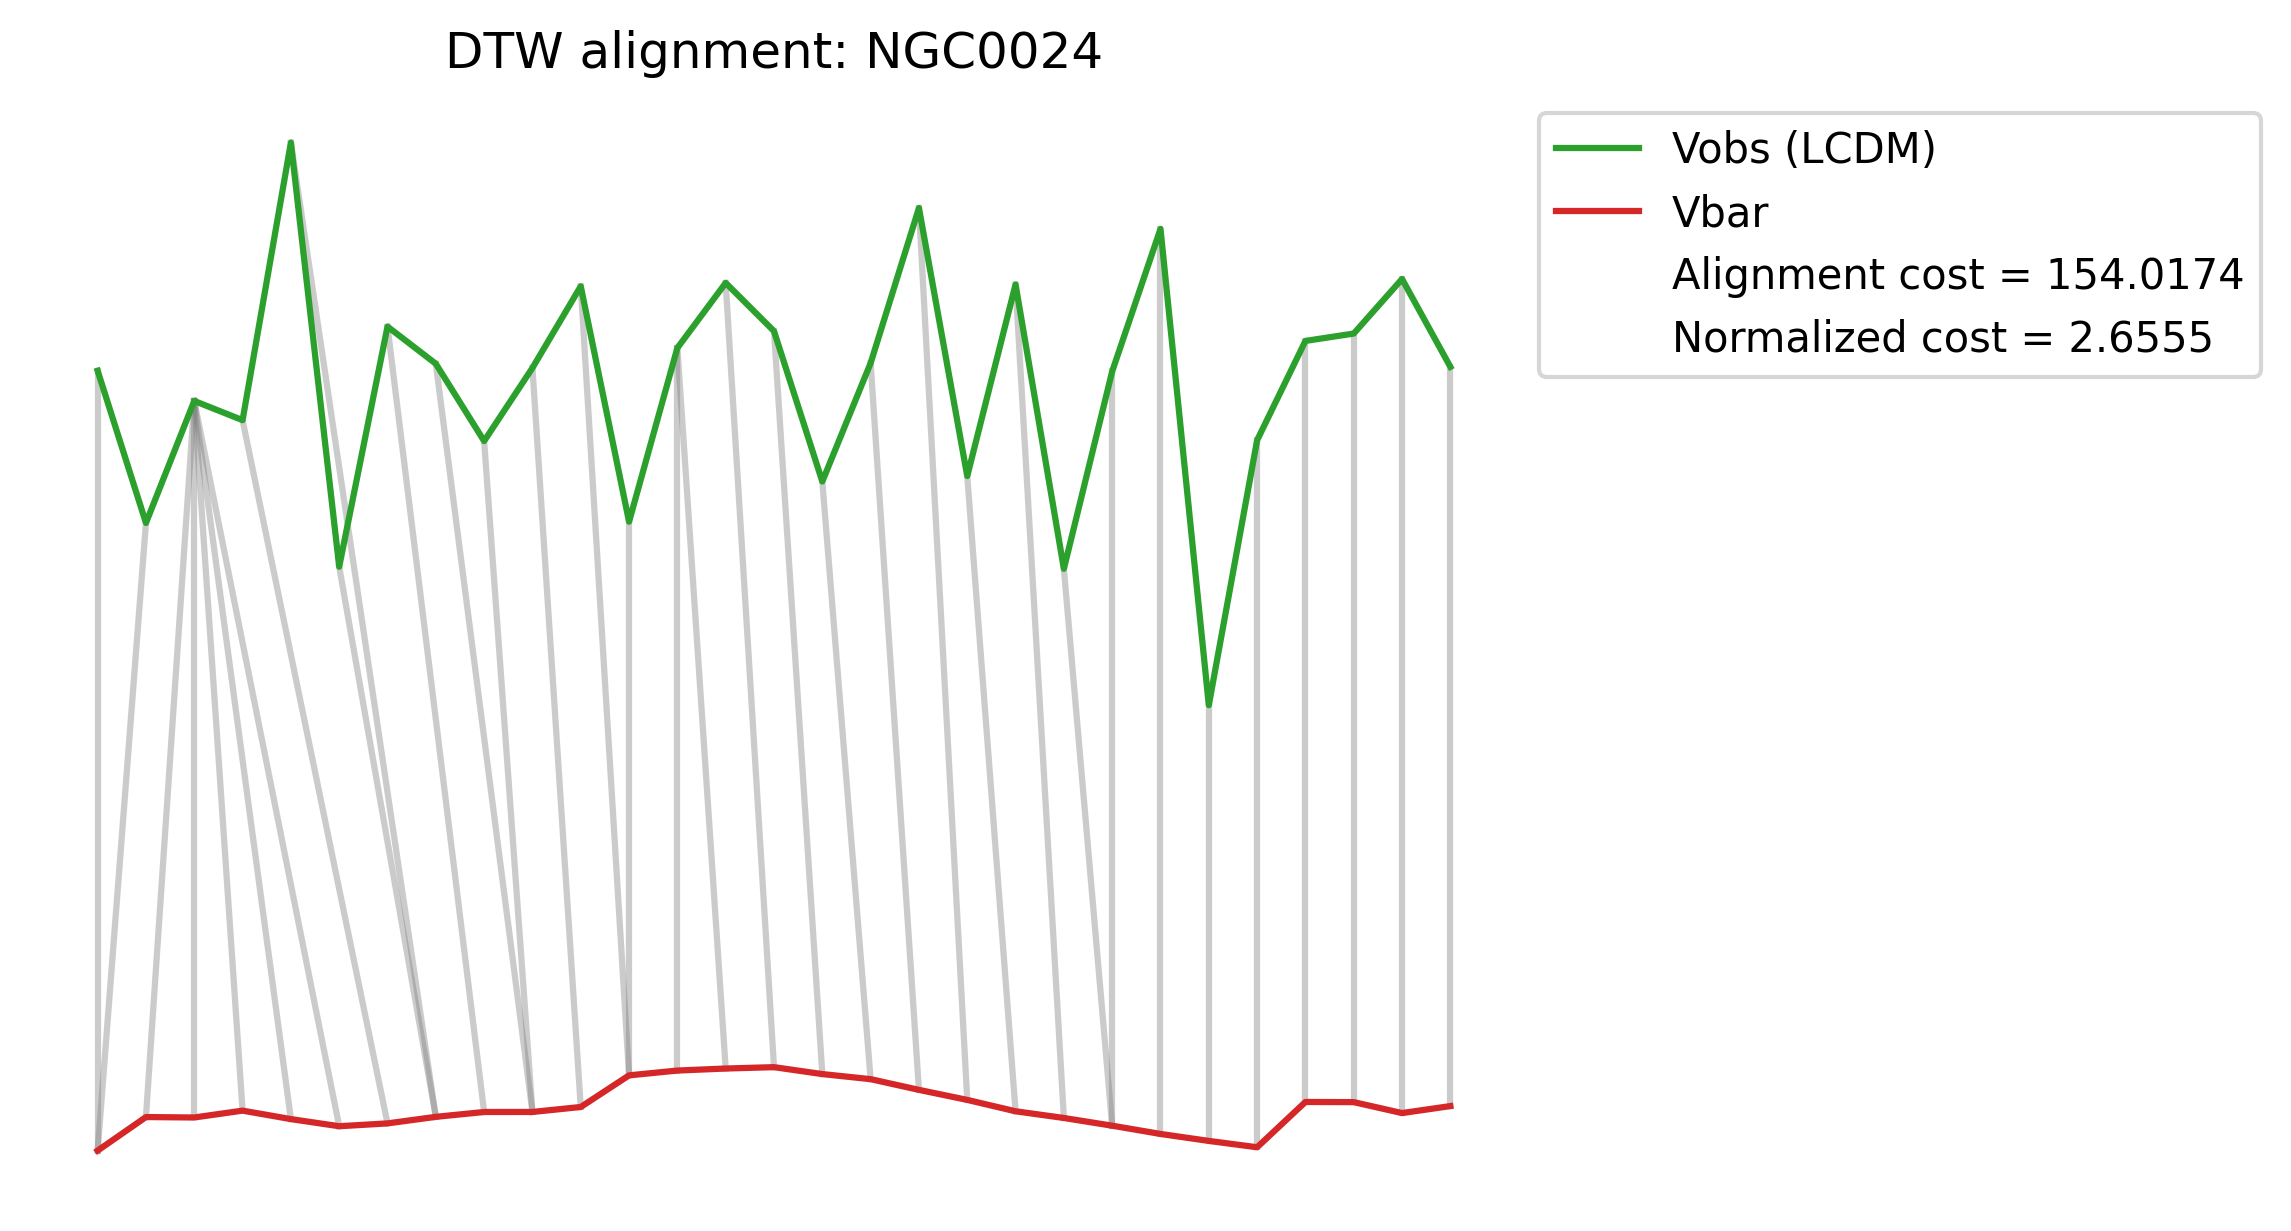 DTW alignment: NGC0024
Vobs (LCDM)
Vbar
Alignment cost = 154.0174
Normalized cost = 2.6555